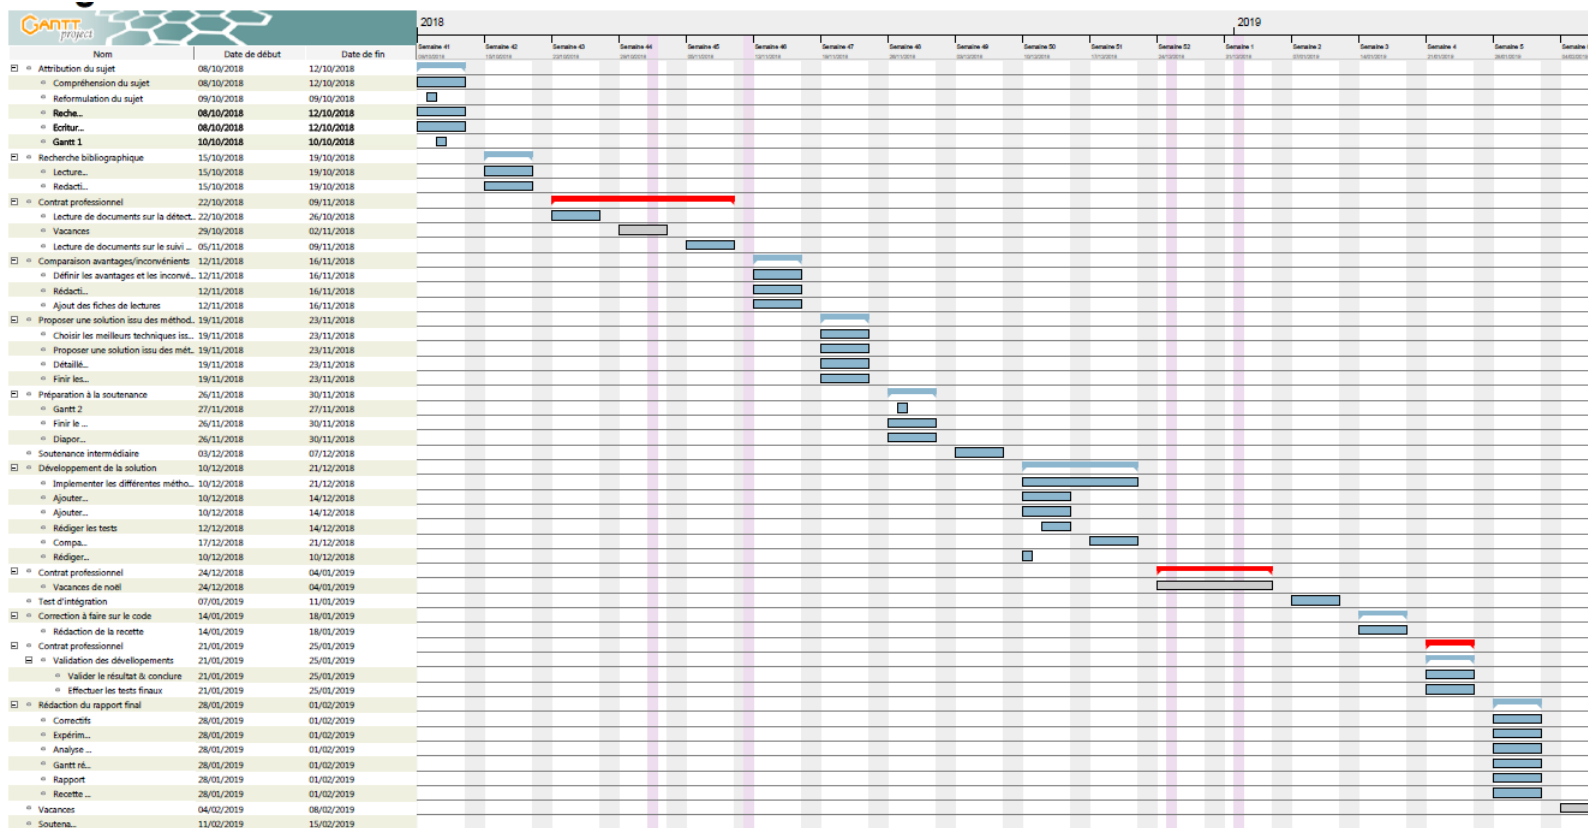 GANTT project
2018 2019
Nom Date de début Date de fin
Semaine 41 Semaine 42 Semaine 43 Semaine 44 Semaine 45 Semaine 46 Semaine 47 Semaine 48 Semaine 49 Semaine 50 Semaine 51 Semaine 52 Semaine 1 Semaine 2 Semaine 3 Semaine 4 Semaine 5
Attribution du sujet 08/10/2018 12/10/2018
Compréhension du sujet 08/10/2018 12/10/2018
Reformulation du sujet 09/10/2018 09/10/2018
Reche... 08/10/2018 12/10/2018
Ecritur... 08/10/2018 12/10/2018
Gantt 1 10/10/2018 10/10/2018
Recherche bibliographique 15/10/2018 19/10/2018
Lecture... 15/10/2018 19/10/2018
Redacti... 15/10/2018 19/10/2018
Contrat professionnel 22/10/2018 09/11/2018
Lecture de documents sur la détect... 22/10/2018 26/10/2018
Vacances 29/10/2018 02/11/2018
Lecture de documents sur le suivi ... 05/11/2018 09/11/2018
Comparaison avantages/inconvénients 12/11/2018 16/11/2018
Définir les avantages et les inconvé... 12/11/2018 16/11/2018
Rédacti... 12/11/2018 16/11/2018
Ajout des fiches de lectures 12/11/2018 16/11/2018
Proposer une solution issu des méthod... 19/11/2018 23/11/2018
Choisir les meilleurs techniques iss... 19/11/2018 23/11/2018
Proposer une solution issu des mét... 19/11/2018 23/11/2018
Détaillé... 19/11/2018 23/11/2018
Finir les... 19/11/2018 23/11/2018
Préparation à la soutenance 26/11/2018 30/11/2018
Gantt 2 27/11/2018 27/11/2018
Finir le ... 26/11/2018 30/11/2018
Diapor... 26/11/2018 30/11/2018
Soutenance intermédiaire 03/12/2018 07/12/2018
Développement de la solution 10/12/2018 21/12/2018
Implementer les différentes métho... 10/12/2018 21/12/2018
Ajouter... 10/12/2018 14/12/2018
Ajouter... 10/12/2018 14/12/2018
Rédiger les tests 12/12/2018 14/12/2018
Compa... 17/12/2018 21/12/2018
Rédiger... 10/12/2018 10/12/2018
Contrat professionnel 24/12/2018 04/01/2019
Vacances de noël 24/12/2018 04/01/2019
Test d'intégration 07/01/2019 11/01/2019
Correction à faire sur le code 14/01/2019 18/01/2019
Rédaction de la recette 14/01/2019 18/01/2019
Contrat professionnel 21/01/2019 25/01/2019
Validation des dévellopements 21/01/2019 25/01/2019
Valider le résultat & conclure 21/01/2019 25/01/2019
Effectuer les tests finaux 21/01/2019 25/01/2019
Rédaction du rapport final 28/01/2019 01/02/2019
Correctifs 28/01/2019 01/02/2019
Expérim... 28/01/2019 01/02/2019
Analyse ... 28/01/2019 01/02/2019
Gantt ré... 28/01/2019 01/02/2019
Rapport 28/01/2019 01/02/2019
Recette ... 28/01/2019 01/02/2019
Vacances 04/02/2019 08/02/2019
Soutena... 11/02/2019 15/02/2019